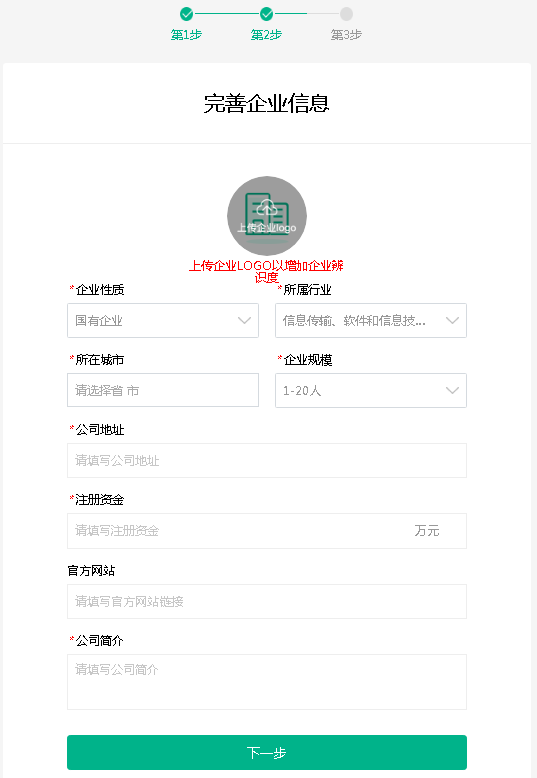 第1步 第2步 第3步
完善企业信息
上传企业logo
上传企业LOGO以增加企业辨
识度
*企业性质 *所属行业
国有企业 信息传输、软件和信息技...
*所在城市 *企业规模
请选择省 市 1-20人
*公司地址
请填写公司地址
*注册资金
请填写注册资金 万元
官方网站
请填写官方网站链接
*公司简介
请填写公司简介
下一步